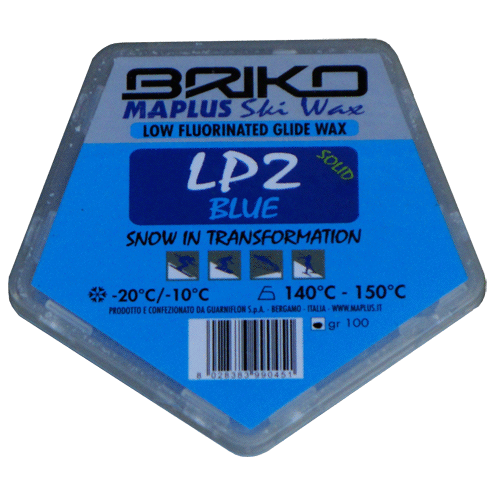 BRIKO
MAPLUS Ski Wax
LOW FLUORINATED GLIDE WAX
LP2 SOLID
BLUE
SNOW IN TRANSFORMATION
-20°C/-10°C 140°C - 150°C
PRODOTTO E CONFEZIONATO DA GUARNIFLON S.p.A. - BERGAMO - ITALIA - WWW.MAPLUS.IT
gr 100
8 028383 990451